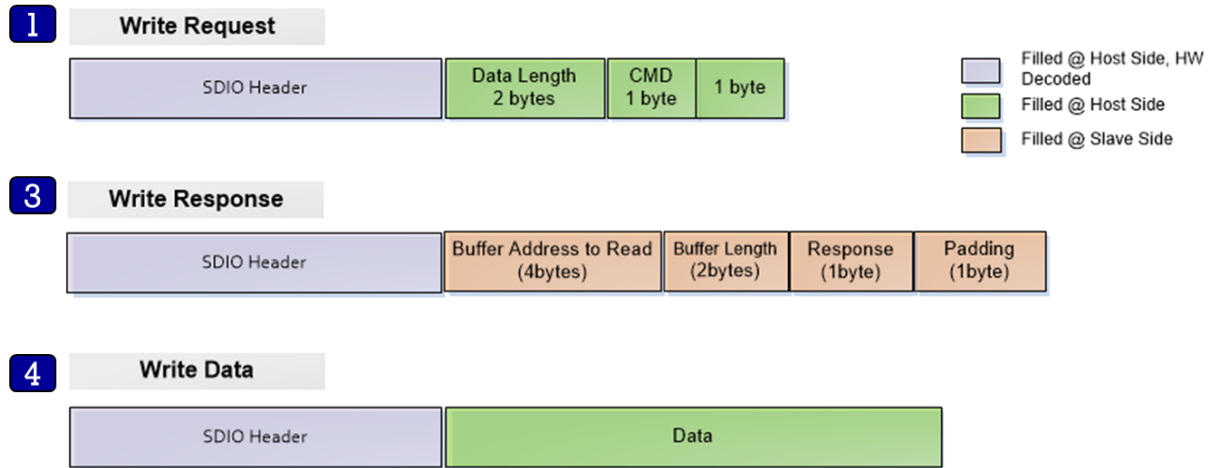 1
Write Request
SDIO Header
Data Length
2 bytes
CMD
1 byte
1 byte
Filled @ Host Side, HW
Decoded
Filled @ Host Side
Filled @ Slave Side
3
Write Response
SDIO Header
Buffer Address to Read
(4bytes)
Buffer Length
(2bytes)
Response
(1byte)
Padding
(1byte)
4
Write Data
SDIO Header
Data